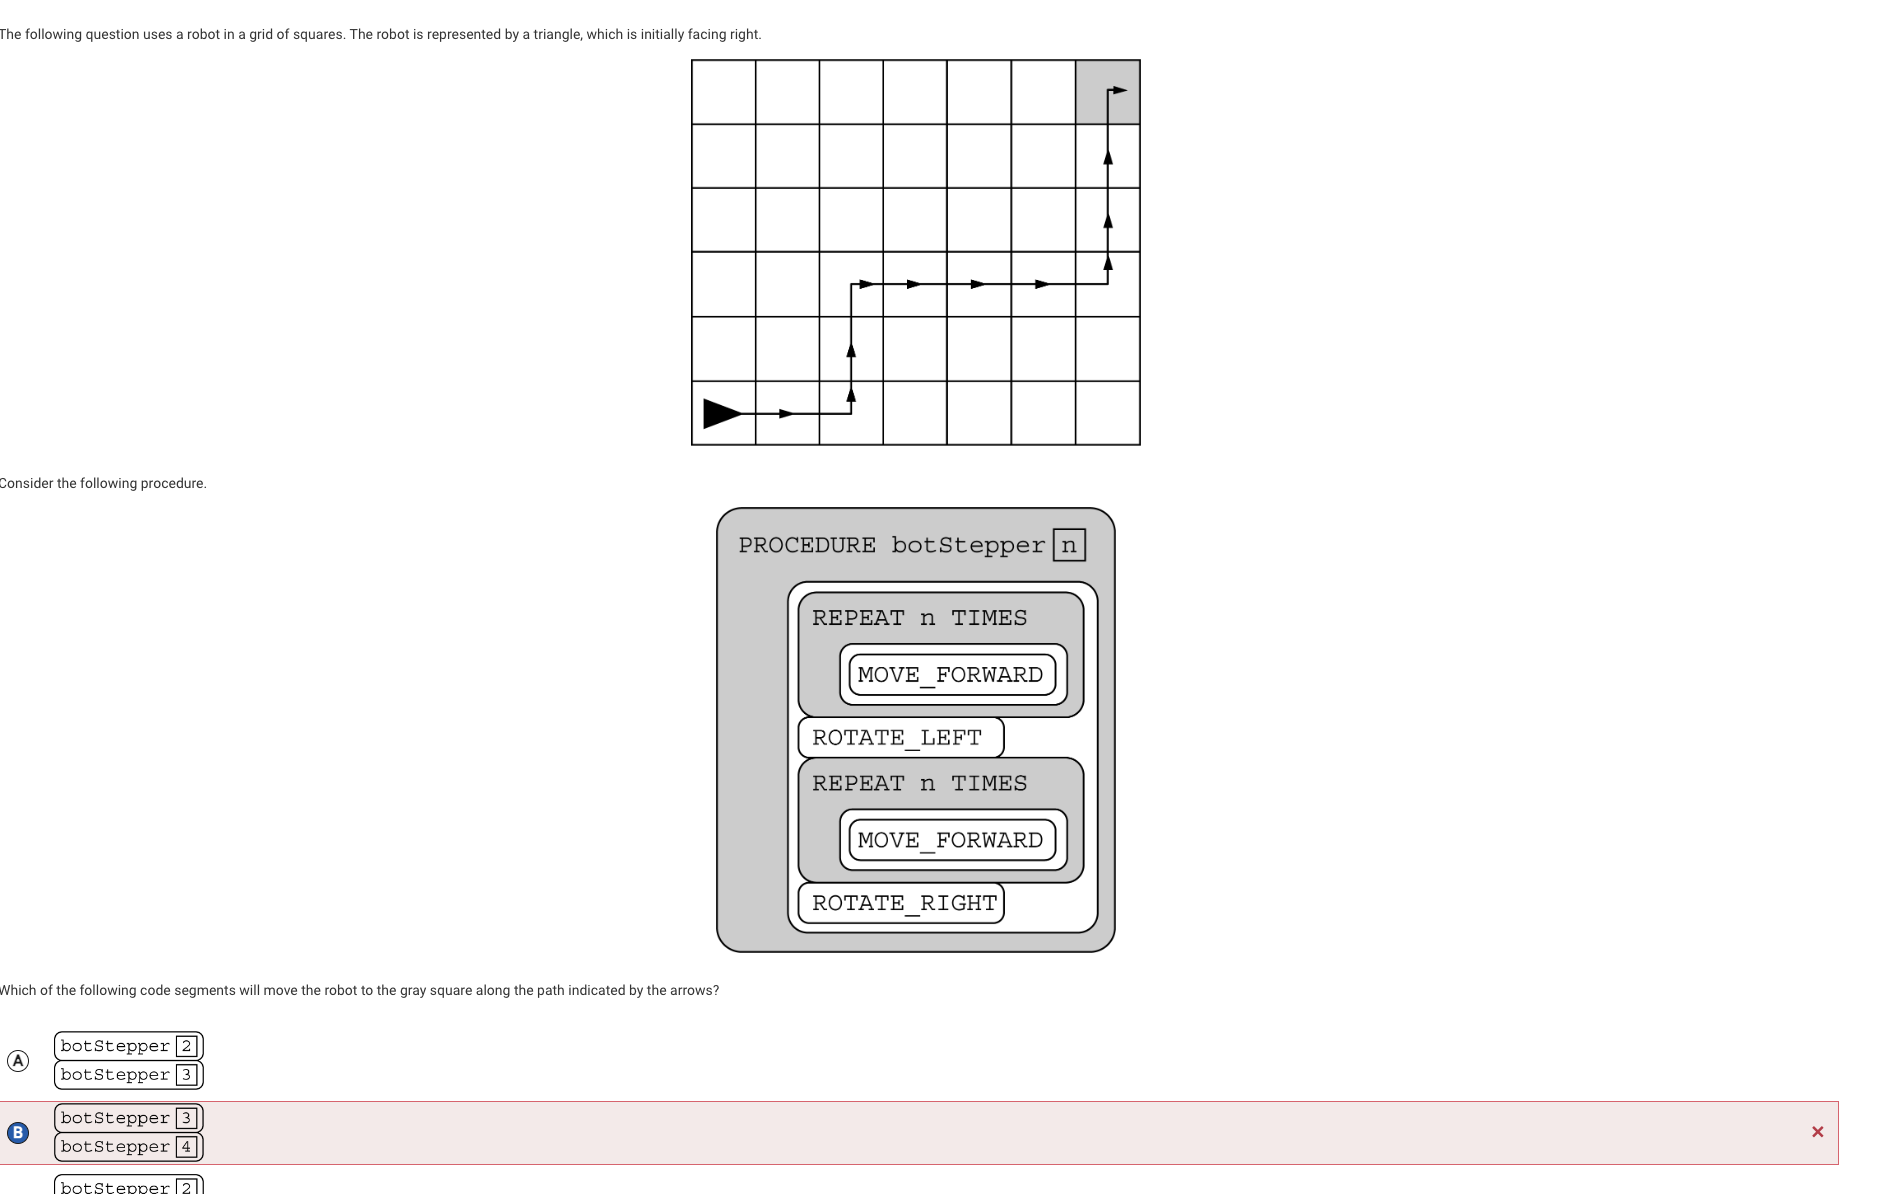 The following question uses a robot in a grid of squares. The robot is represented by a triangle, which is initially facing right.
Consider the following procedure.
PROCEDURE botStepper n
REPEAT n TIMES
MOVE_FORWARD
ROTATE_LEFT
REPEAT n TIMES
MOVE_FORWARD
ROTATE_RIGHT
Which of the following code segments will move the robot to the gray square along the path indicated by the arrows?
A
botStepper 2
botStepper 3
B
botStepper 3
botStepper 4
botStepper 2